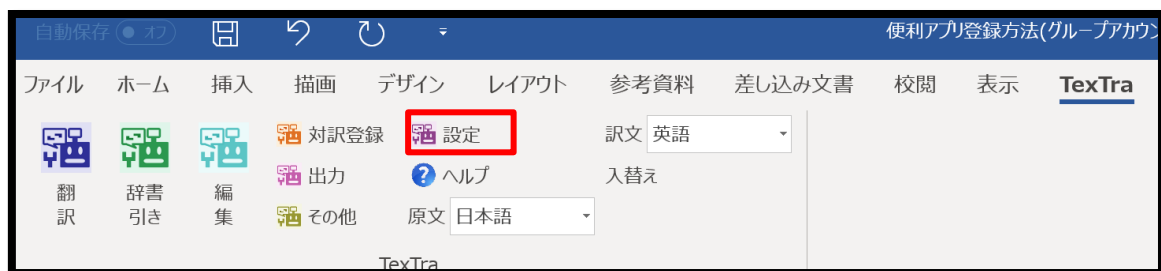 自動保存 オフ 便利アプリ登録方法(グループアカウン
ファイル ホーム 挿入 描画 デザイン レイアウト 参考資料 差し込み文書 校閲 表示 TexTra
対訳登録 設定 訳文 英語
出力 ヘルプ 入替え
その他 原文 日本語
翻訳
辞書引き
編集
TexTra